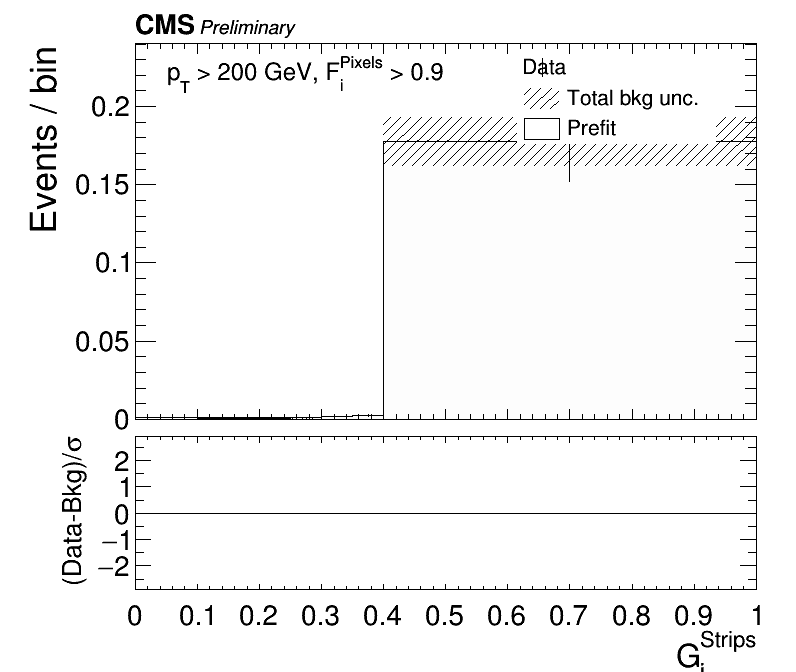 CMS Preliminary
p_T > 200 GeV, F_i^Pixels > 0.9
Data
Total bkg unc.
Prefit
Events / bin
0.2
0.15
0.1
0.05
0
(Data-Bkg)/σ
2
1
0
−1
−2
0 0.1 0.2 0.3 0.4 0.5 0.6 0.7 0.8 0.9 1
G_i^Strips